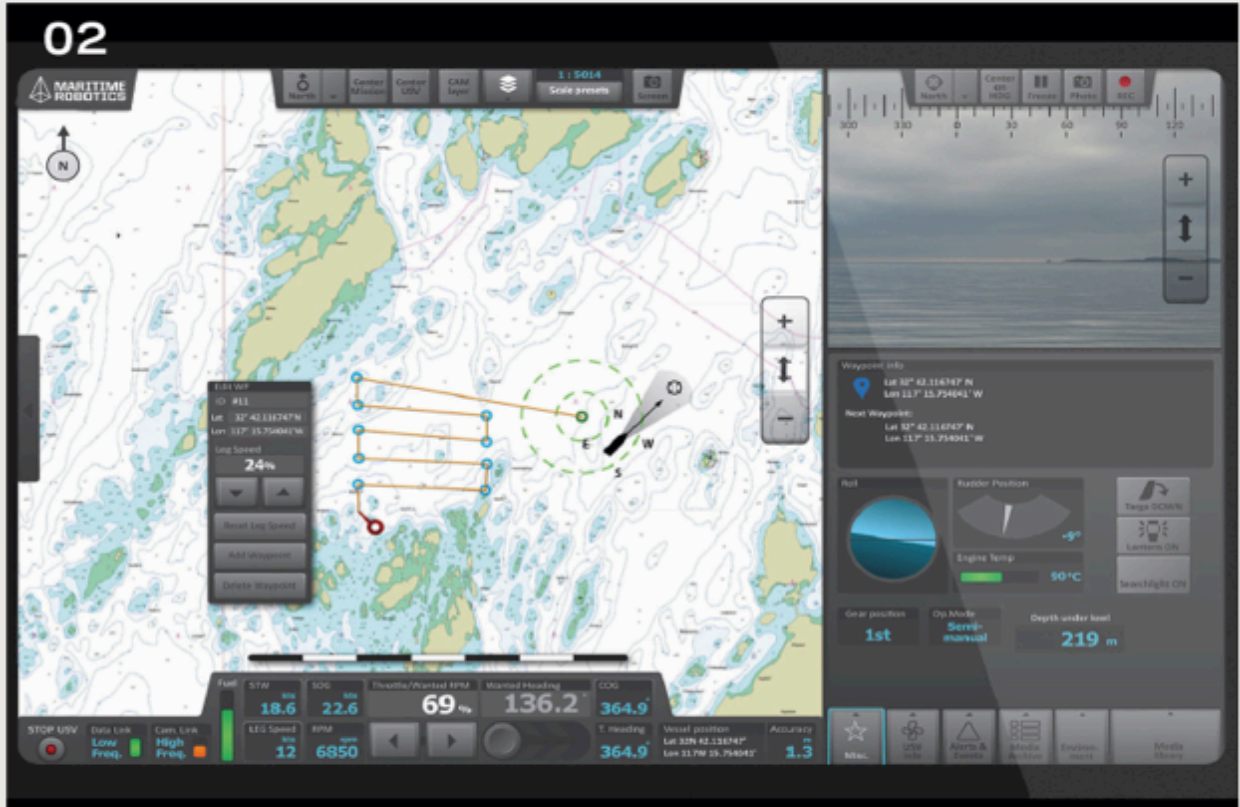 02
MARITIME
ROBOTICS
North
Center
Mission
Center
USV
CAM
layer
1 : 5014
Scale presets
Screen
N
Edit WP
ID #11
Lat 32° 42.116747'N
Lon 117° 15.754041'W
Leg Speed
24%
Reset Leg Speed
Add Waypoint
Delete Waypoint
N
E
W
S
+
−
North
Center
on
HDG
Freeze
Photo
REC
300 330 0 30 60 90 120
+
−
Waypoint info
Lat 32° 42.116747' N
Lon 117° 15.754041' W
Next Waypoint:
Lat 32° 42.116747' N
Lon 117° 15.754041' W
Roll
Rudder Position
-9°
Engine Temp
90°C
Targa DOWN
Lantern ON
Searchlight ON
Gear position
1st
Op.Mode
Semi-
manual
Depth under keel
219 m
Fuel
STW
kts
18.6
SOG
kts
22.6
Throttle/Wanted RPM
69 %
Wanted Heading
136.2°
COG
364.9°
STOP USV
Data Link
Low
Freq.
Com. Link
High
Freq.
LEG Speed
kts
12
RPM
rpm
6850
T. Heading
364.9°
Vessel position
Lat 32N 42.116747'
Lon 117W 15.754041'
Accuracy
m
1.3
Misc.
USV
info
Alerts &
Events
Media
Archive
Environ-
ment
Media
library